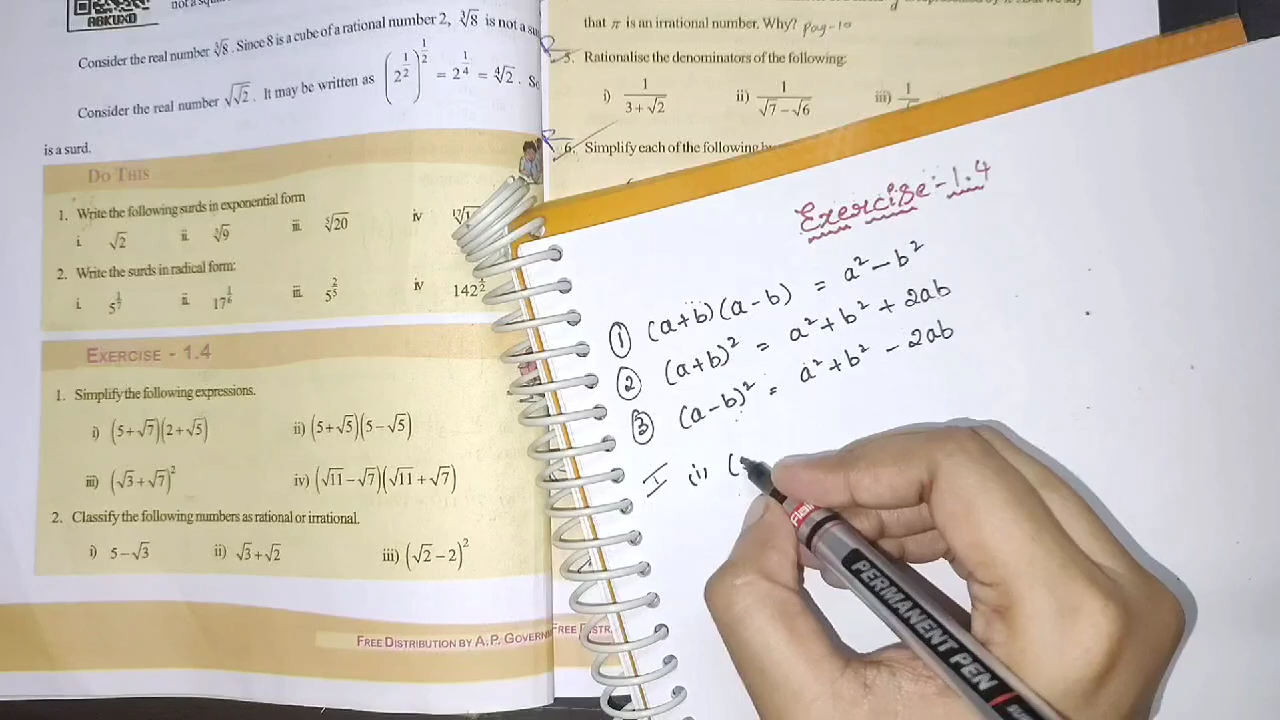 ABKUXD
Consider the real number ∛8. Since 8 is a cube of a rational number 2, ∛8 is not a
Consider the real number √√2. It may be written as (2^(1/2))^(1/2) = 2^(1/4) = ∜2.
is a surd.
DO THIS
1. Write the following surds in exponential form
i. √2 ii. ∛9 iii. ⁵√20 iv
2. Write the surds in radical form:
i. 5^(1/7) ii. 17^(1/6) iii. 5^(2/5) iv 142^(1/2)
EXERCISE - 1.4
1. Simplify the following expressions.
i) (5+√7)(2+√5) ii) (5+√5)(5−√5)
iii) (√3+√7)² iv) (√11−√7)(√11+√7)
2. Classify the following numbers as rational or irrational.
i) 5−√3 ii) √3+√2 iii) (√2−2)²
FREE DISTRIBUTION BY A.P. GOVERN
that π is an irrational number. Why? pag-10
5. Rationalise the denominators of the following:
i) 1/(3+√2) ii) 1/(√7−√6) iii)
6. Simplify each of the following
FREE DISTR
Exercise-1.4
① (a+b)(a-b) = a²-b²
② (a+b)² = a²+b²+2ab
③ (a-b)² = a²+b²-2ab
I (i) (
Flair
PERMANENT PEN